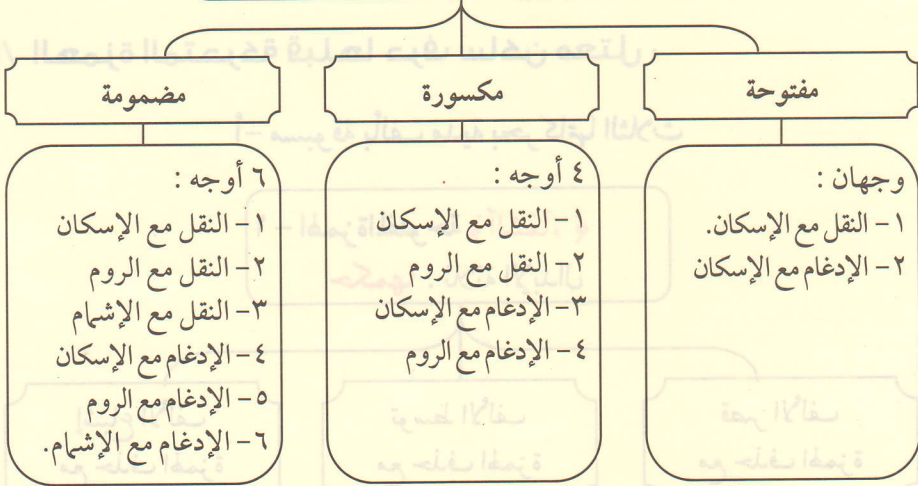 مفتوحة
وجهان :
١- النقل مع الإسكان.
٢- الإدغام مع الإسكان
مكسورة
٤ أوجه :
١- النقل مع الإسكان
٢- النقل مع الروم
٣- الإدغام مع الإسكان
٤- الإدغام مع الروم
مضمومة
٦ أوجه :
١- النقل مع الإسكان
٢- النقل مع الروم
٣- النقل مع الإشمام
٤- الإدغام مع الإسكان
٥- الإدغام مع الروم
٦- الإدغام مع الإشمام.